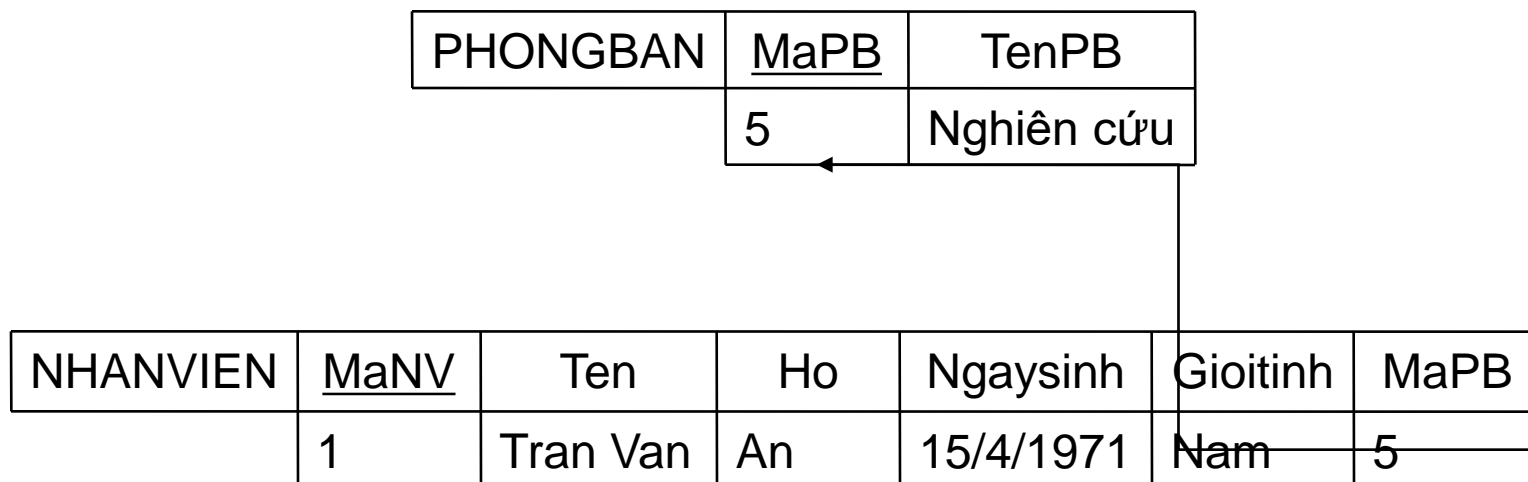 PHONGBAN MaPB TenPB
5 Nghiên cứu
NHANVIEN MaNV Ten Ho Ngaysinh Gioitinh MaPB
1 Tran Van An 15/4/1971 Nam 5